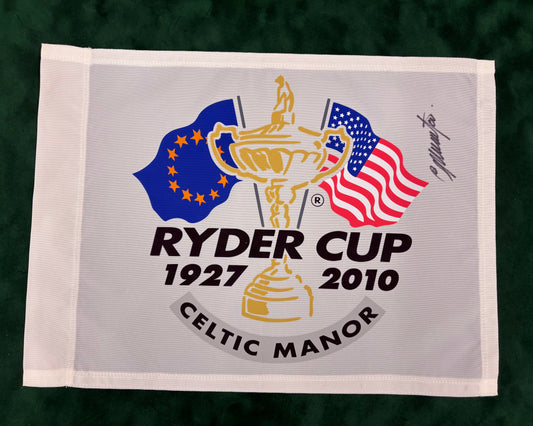 RYDER CUP
®
1927 2010
CELTIC MANOR